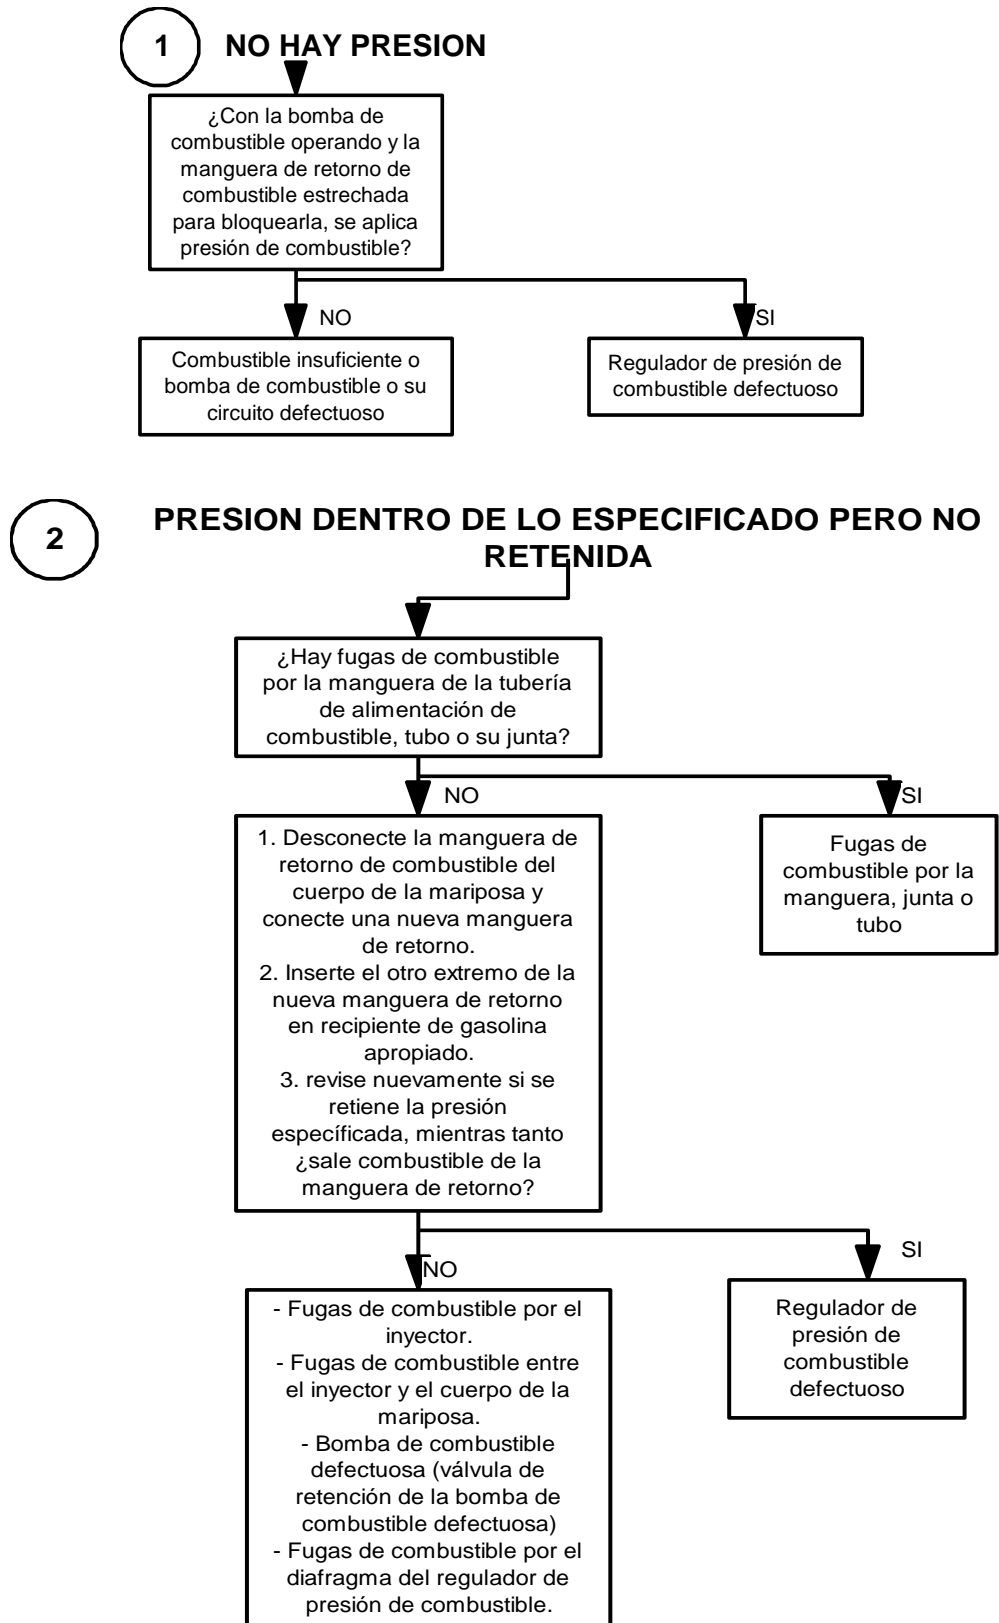 1 NO HAY PRESION
¿Con la bomba de
combustible operando y la
manguera de retorno de
combustible estrechada
para bloquearla, se aplica
presión de combustible?
NO
SI
Combustible insuficiente o
bomba de combustible o su
circuito defectuoso
Regulador de presión de
combustible defectuoso
2
PRESION DENTRO DE LO ESPECIFICADO PERO NO
RETENIDA
¿Hay fugas de combustible
por la manguera de la tubería
de alimentación de
combustible, tubo o su junta?
NO
SI
1. Desconecte la manguera de
retorno de combustible del
cuerpo de la mariposa y
conecte una nueva manguera
de retorno.
2. Inserte el otro extremo de la
nueva manguera de retorno
en recipiente de gasolina
apropiado.
3. revise nuevamente si se
retiene la presión
específicada, mientras tanto
¿sale combustible de la
manguera de retorno?
Fugas de
combustible por la
manguera, junta o
tubo
NO
SI
- Fugas de combustible por el
inyector.
- Fugas de combustible entre
el inyector y el cuerpo de la
mariposa.
- Bomba de combustible
defectuosa (válvula de
retención de la bomba de
combustible defectuosa)
- Fugas de combustible por el
diafragma del regulador de
presión de combustible.
Regulador de
presión de
combustible
defectuoso